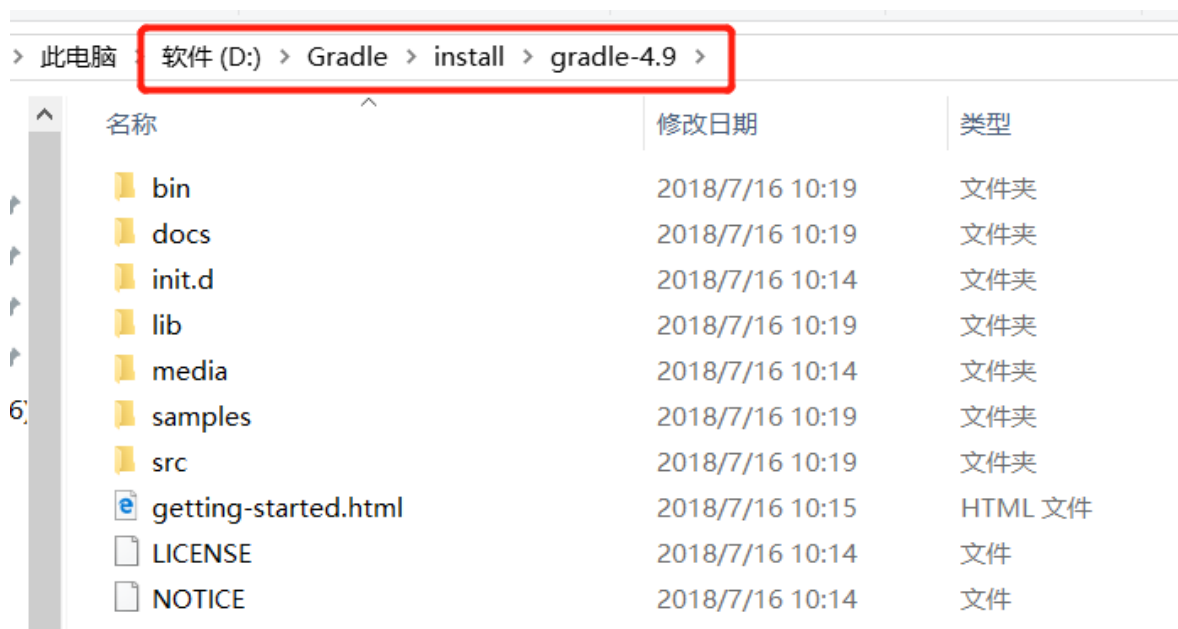 此电脑 > 软件 (D:) > Gradle > install > gradle-4.9 >
名称 修改日期 类型
bin 2018/7/16 10:19 文件夹
docs 2018/7/16 10:19 文件夹
init.d 2018/7/16 10:14 文件夹
lib 2018/7/16 10:19 文件夹
media 2018/7/16 10:14 文件夹
6) samples 2018/7/16 10:19 文件夹
src 2018/7/16 10:19 文件夹
getting-started.html 2018/7/16 10:15 HTML 文件
LICENSE 2018/7/16 10:14 文件
NOTICE 2018/7/16 10:14 文件